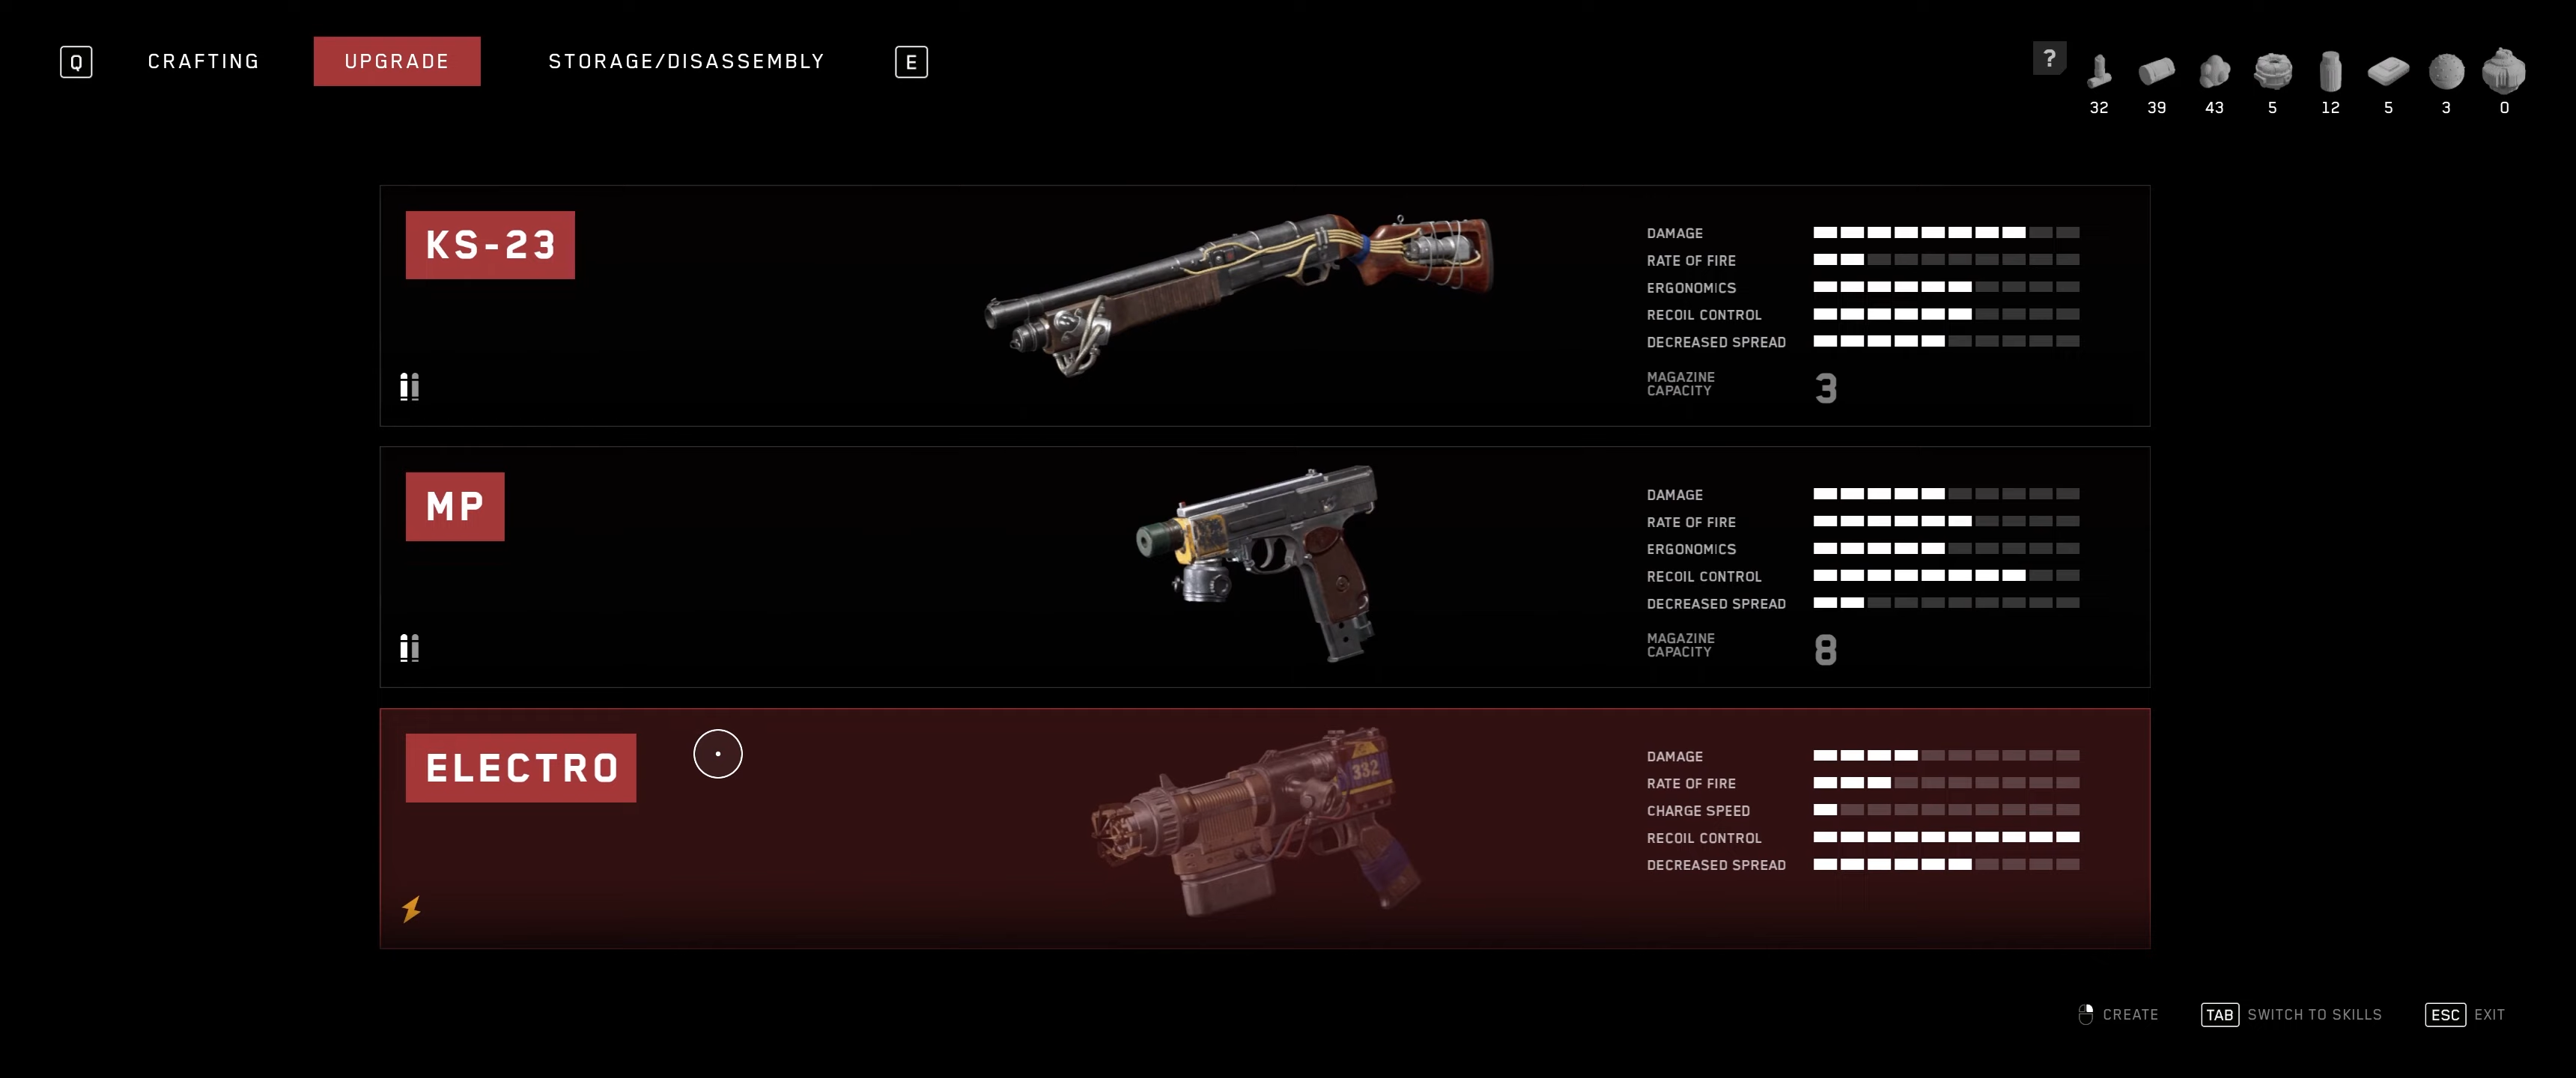 Q CRAFTING UPGRADE STORAGE/DISASSEMBLY E
?
32 39 43 5 12 5 3 0
KS-23
DAMAGE
RATE OF FIRE
ERGONOMICS
RECOIL CONTROL
DECREASED SPREAD
MAGAZINE
CAPACITY
3
MP
DAMAGE
RATE OF FIRE
ERGONOMICS
RECOIL CONTROL
DECREASED SPREAD
MAGAZINE
CAPACITY
8
ELECTRO
332
DAMAGE
RATE OF FIRE
CHARGE SPEED
RECOIL CONTROL
DECREASED SPREAD
CREATE TAB SWITCH TO SKILLS ESC EXIT